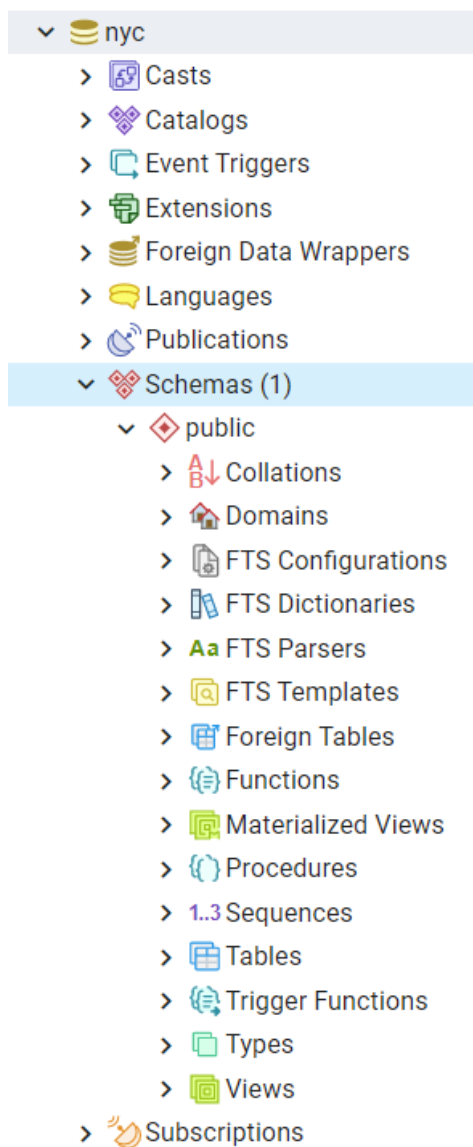 nyc
Casts
Catalogs
Event Triggers
Extensions
Foreign Data Wrappers
Languages
Publications
Schemas (1)
public
Collations
Domains
FTS Configurations
FTS Dictionaries
Aa FTS Parsers
FTS Templates
Foreign Tables
Functions
Materialized Views
Procedures
1..3 Sequences
Tables
Trigger Functions
Types
Views
Subscriptions